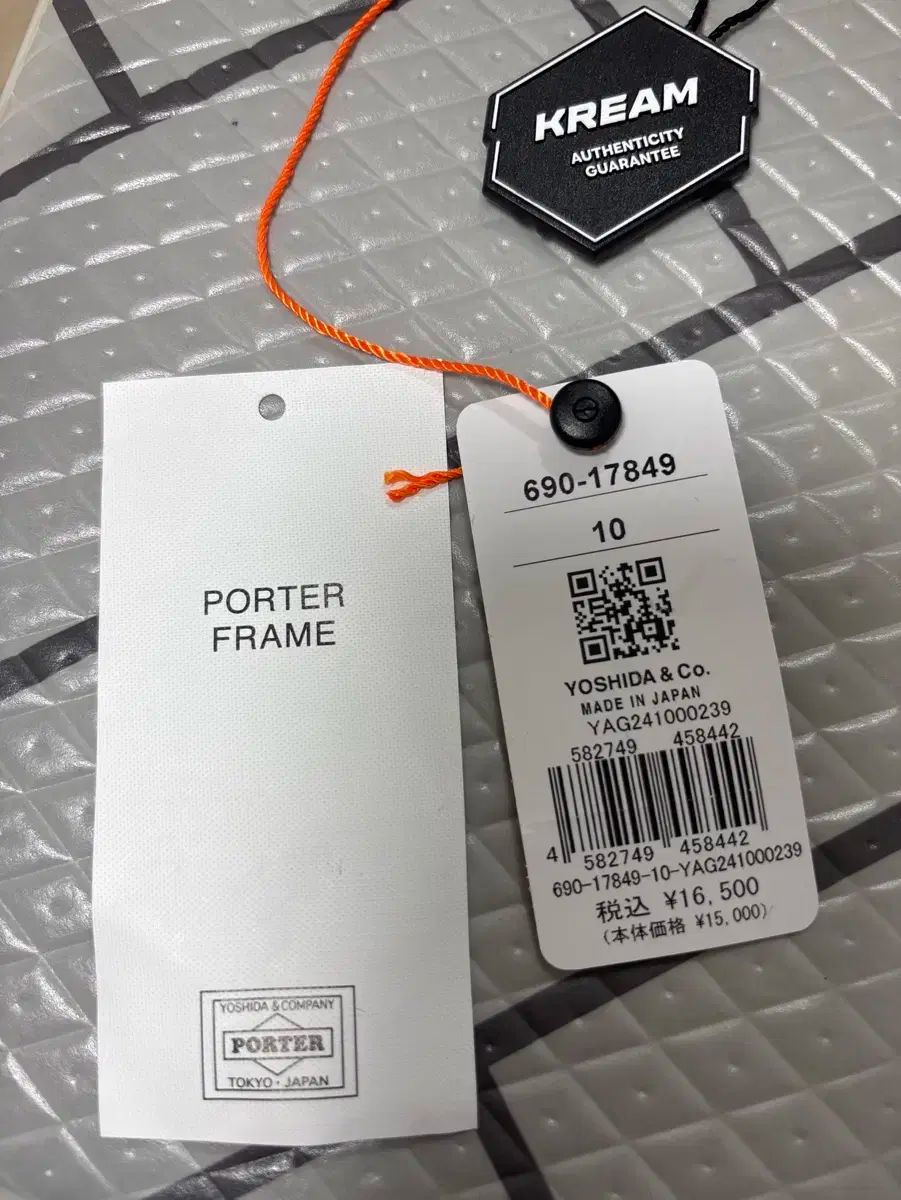 KREAM
AUTHENTICITY
GUARANTEE
PORTER
FRAME
YOSHIDA & COMPANY
PORTER
TOKYO・JAPAN
690-17849
10
YOSHIDA & Co.
MADE IN JAPAN
YAG241000239
582749 458442
4 582749 458442
690-17849-10-YAG241000239
税込 ¥16,500
(本体価格 ¥15,000)